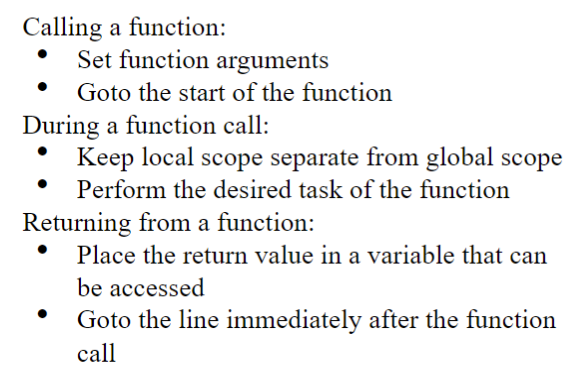 Calling a function:
• Set function arguments
• Goto the start of the function
During a function call:
• Keep local scope separate from global scope
• Perform the desired task of the function
Returning from a function:
• Place the return value in a variable that can
be accessed
• Goto the line immediately after the function
call